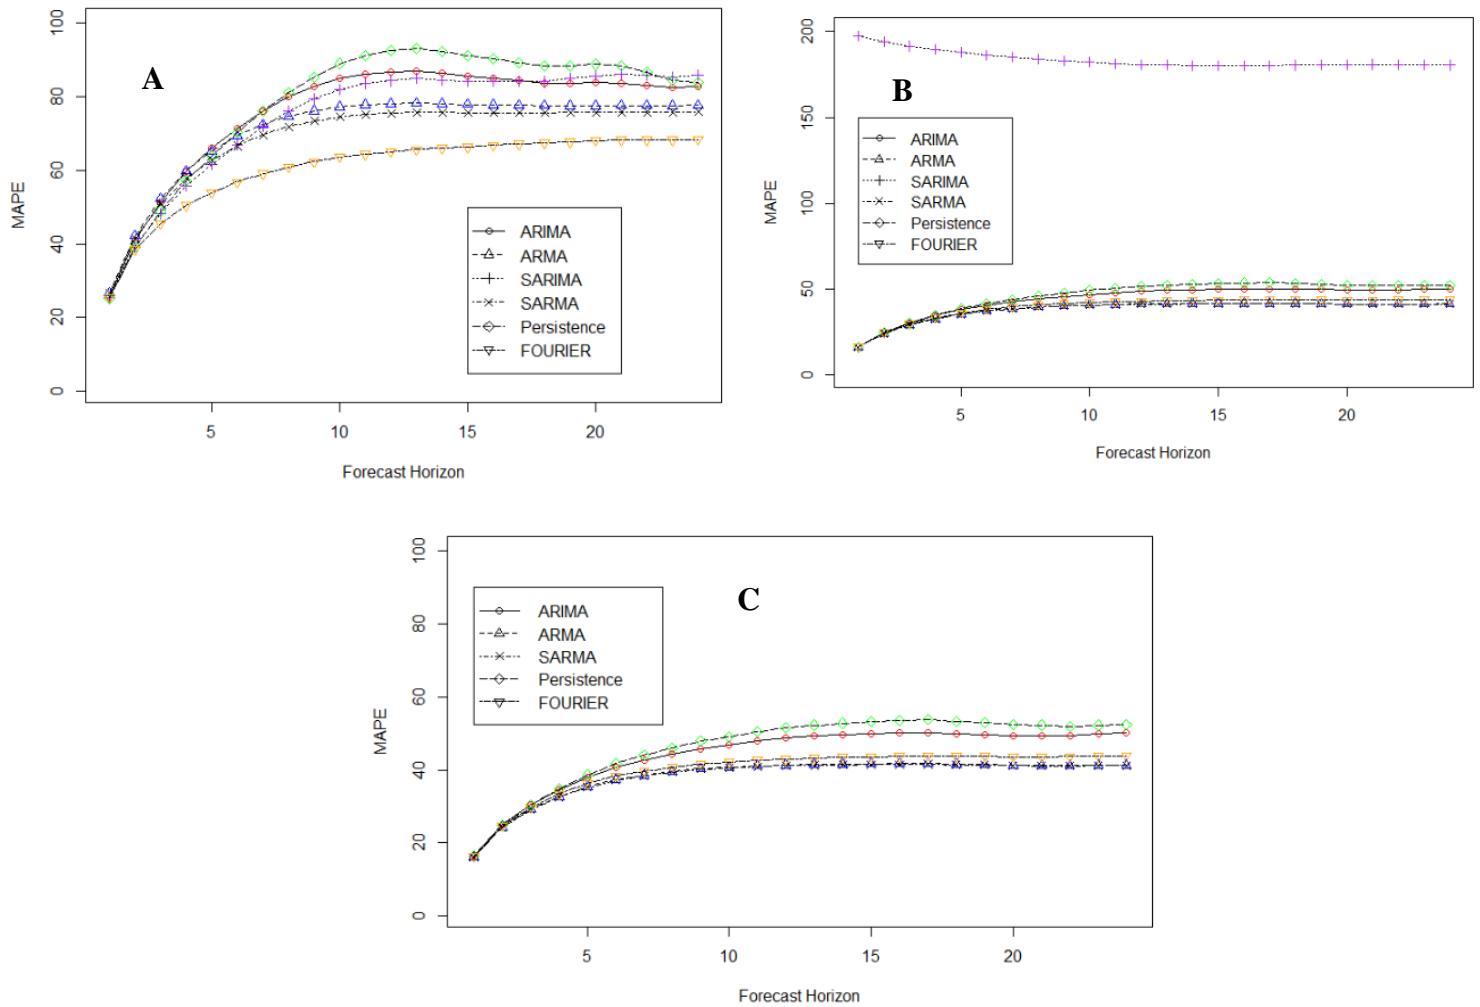 A
MAPE
100
80
60
40
20
0
ARIMA
ARMA
SARIMA
SARMA
Persistence
FOURIER
5 10 15 20
Forecast Horizon
B
MAPE
200
150
100
50
0
ARIMA
ARMA
SARIMA
SARMA
Persistence
FOURIER
5 10 15 20
Forecast Horizon
C
MAPE
100
80
60
40
20
0
ARIMA
ARMA
SARMA
Persistence
FOURIER
5 10 15 20
Forecast Horizon